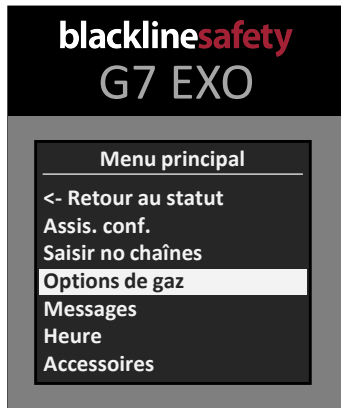 blacklinesafety
G7 EXO
Menu principal
<- Retour au statut
Assis. conf.
Saisir no chaînes
Options de gaz
Messages
Heure
Accessoires